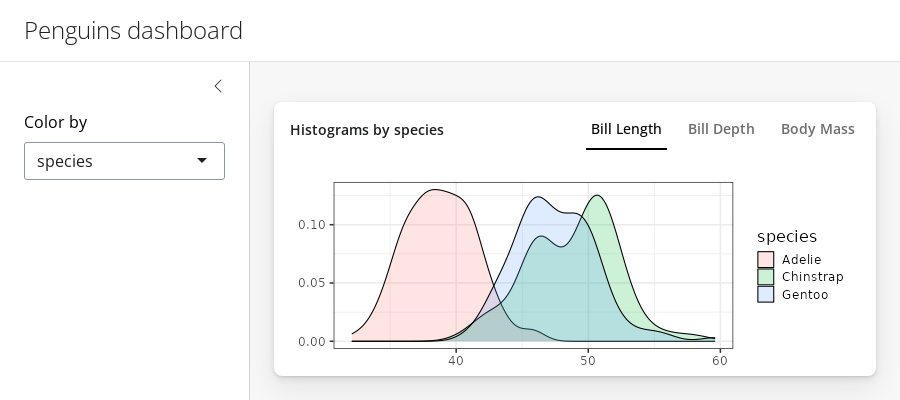 Penguins dashboard
Color by
species
Histograms by species
Bill Length
Bill Depth
Body Mass
0.10
0.05
0.00
40
50
60
species
Adelie
Chinstrap
Gentoo